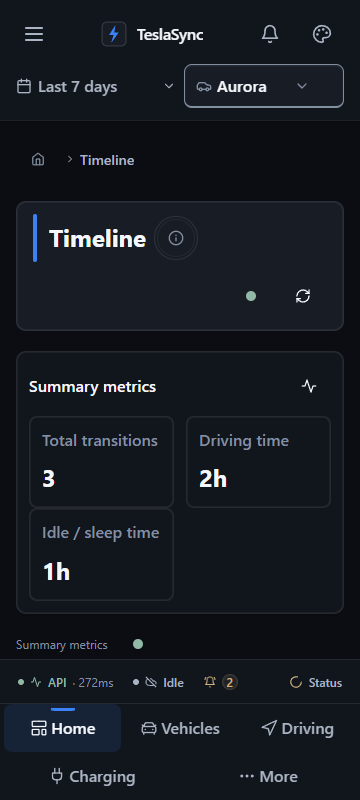 TeslaSync
Last 7 days
Aurora
Timeline
Timeline
Summary metrics
Total transitions
3
Driving time
2h
Idle / sleep time
1h
Summary metrics
API · 272ms
Idle
2
Status
Home
Vehicles
Driving
Charging
More